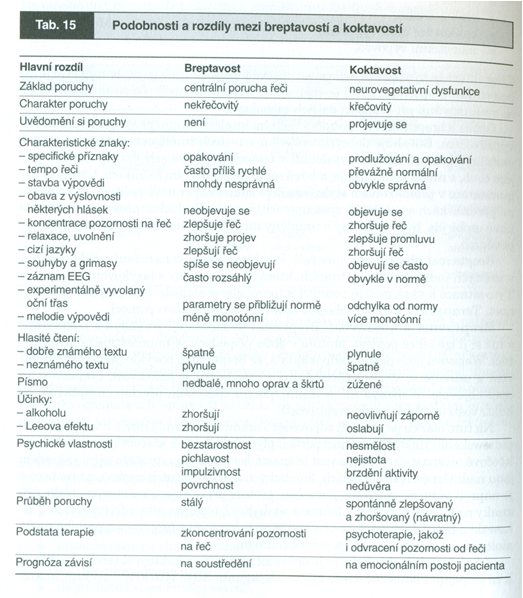 Tab. 15 Podobnosti a rozdíly mezi breptavostí a koktavostí
Hlavní rozdíl Breptavost Koktavost
Základ poruchy centrální porucha řeči neurovegetativní dysfunkce
Charakter poruchy nekřečovitý křečovitý
Uvědomění si poruchy není projevuje se
Charakteristické znaky:
– specifické příznaky opakování prodlužování a opakování
– tempo řeči často příliš rychlé převážně normální
– stavba výpovědi mnohdy nesprávná obvykle správná
– obava z výslovnosti
některých hlásek neobjevuje se objevuje se
– koncentrace pozornosti na řeč zlepšuje řeč zhoršuje řeč
– relaxace, uvolnění zhoršuje projev zlepšuje promluvu
– cizí jazyky zlepšují řeč zhoršují řeč
– souhyby a grimasy spíše se neobjevují objevují se často
– záznam EEG často rozsáhlý obvykle v normě
– experimentálně vyvolaný
oční třas parametry se přibližují normě odchylka od normy
– melodie výpovědi méně monotónní více monotónní
Hlasité čtení:
– dobře známého textu špatně plynule
– neznámého textu plynule špatně
Písmo nedbalé, mnoho oprav a škrtů zúžené
Účinky:
– alkoholu zhoršují neovlivňují záporně
– Leeova efektu zhoršují oslabují
Psychické vlastnosti bezstarostnost nesmělost
pichlavost nejistota
impulzivnost brzdění aktivity
povrchnost nedůvěra
Průběh poruchy stálý spontánně zlepšovaný
a zhoršovaný (návratný)
Podstata terapie zkoncentrování pozornosti psychoterapie, jakož
na řeč i odvracení pozornosti od řeči
Prognóza závisí na soustředění na emocionálním postoji pacienta